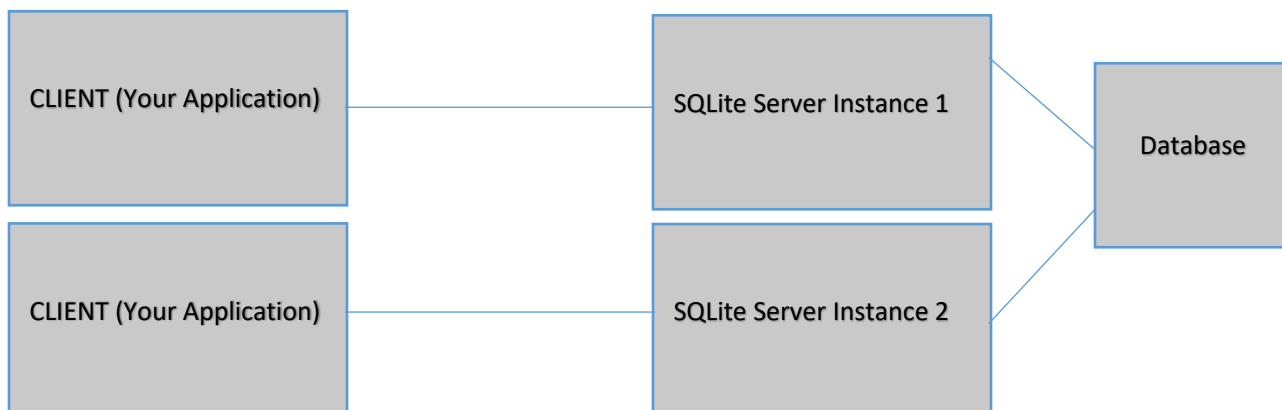 CLIENT (Your Application)
SQLite Server Instance 1
Database
CLIENT (Your Application)
SQLite Server Instance 2